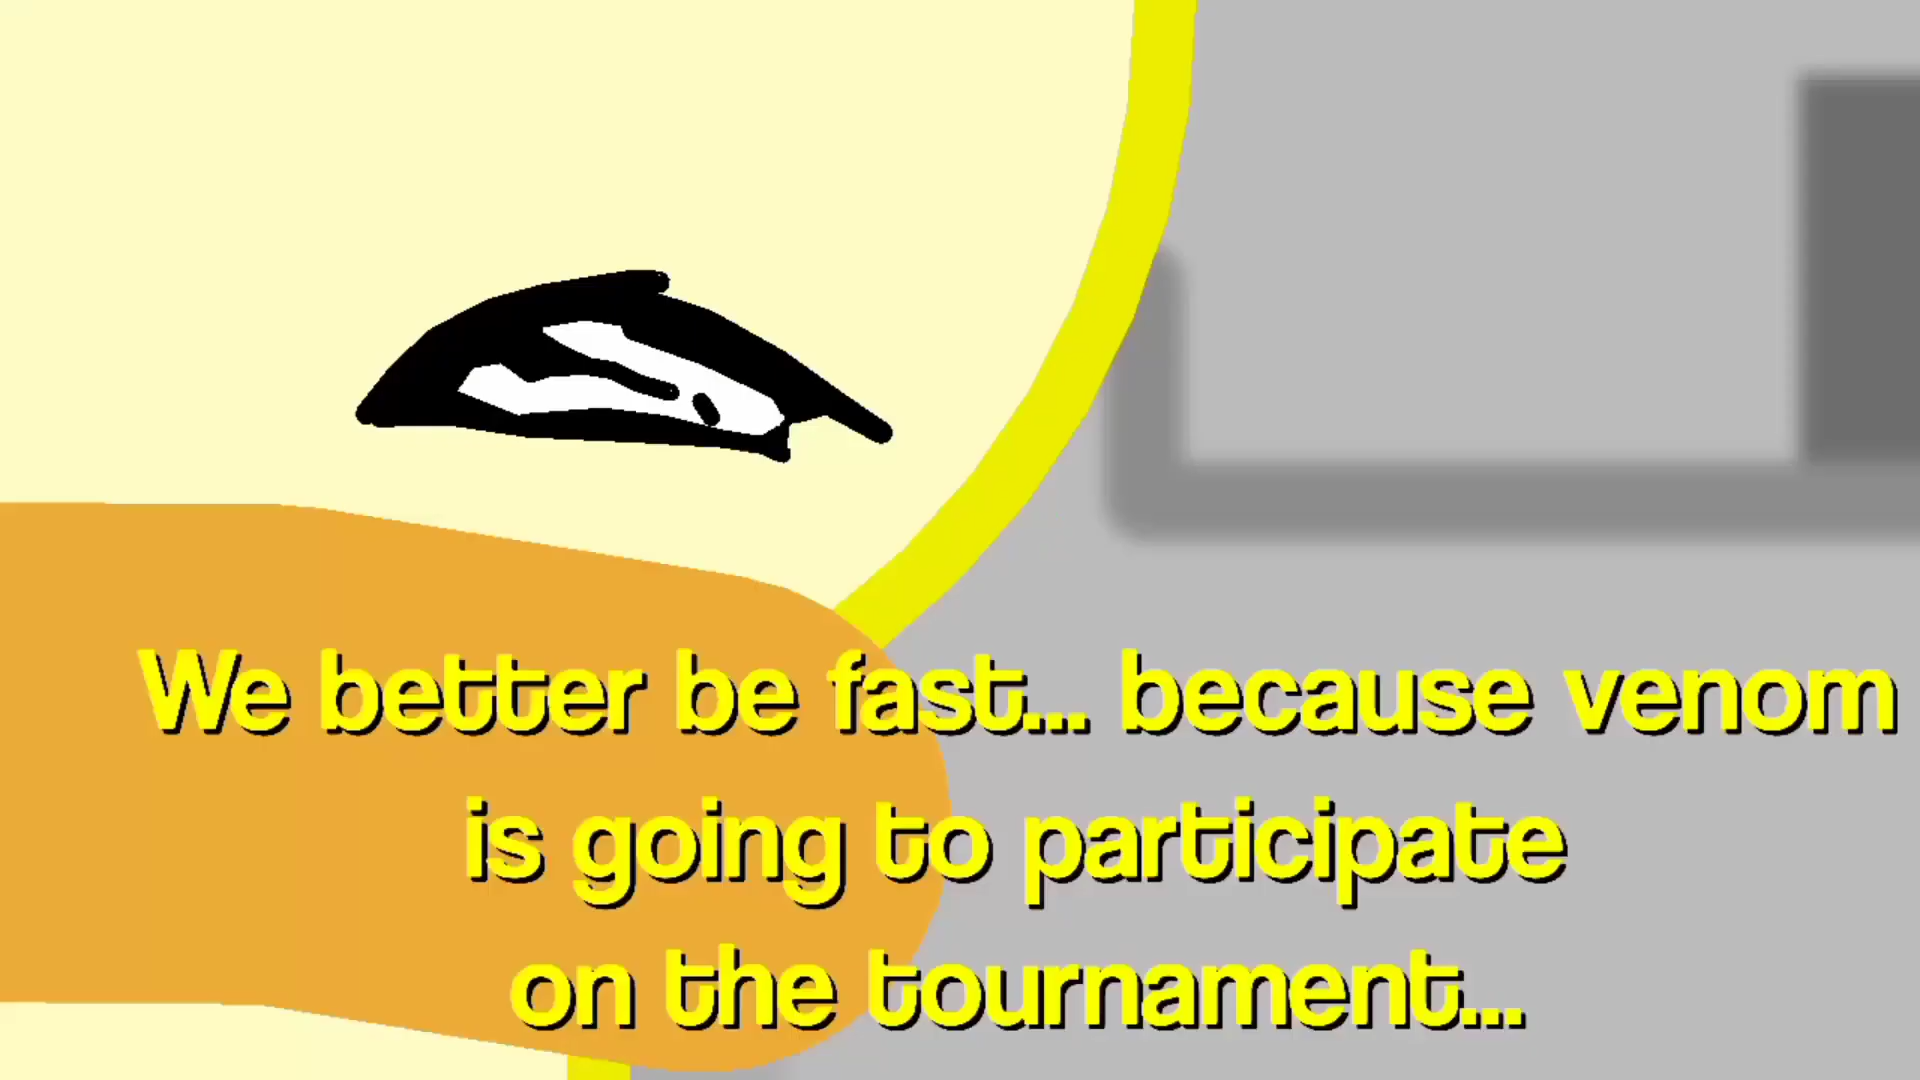 We better be fast... because venom
is going to participate
on the tournament...